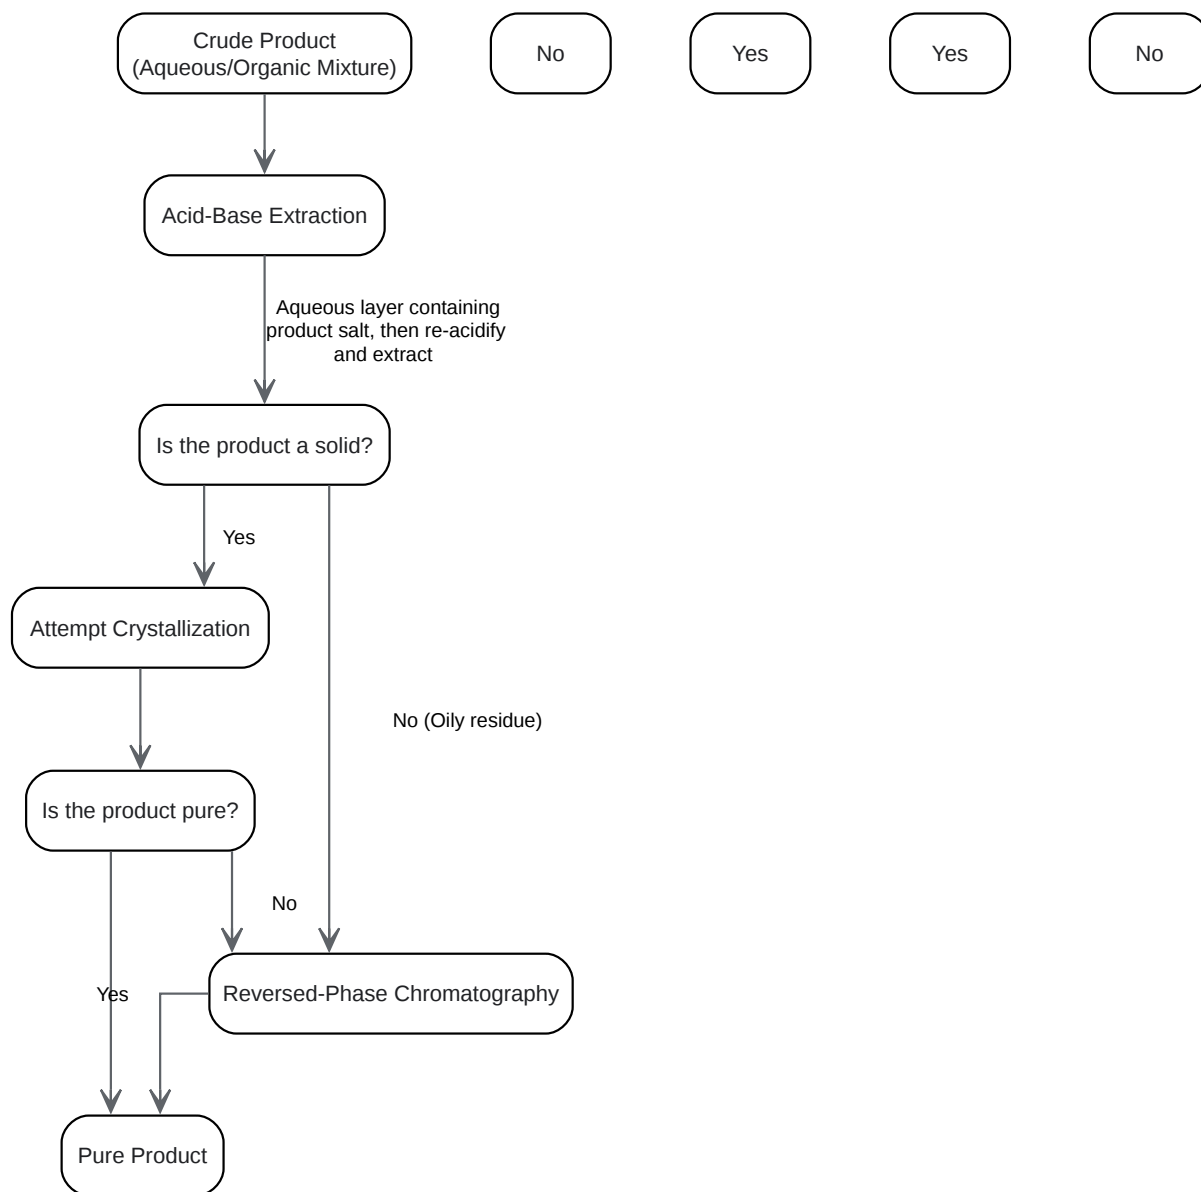 Crude Product
(Aqueous/Organic Mixture)
No
Yes
Yes
No
Acid-Base Extraction
Aqueous layer containing
product salt, then re-acidify
and extract
Is the product a solid?
Yes
Attempt Crystallization
No (Oily residue)
Is the product pure?
No
Yes
Reversed-Phase Chromatography
Pure Product